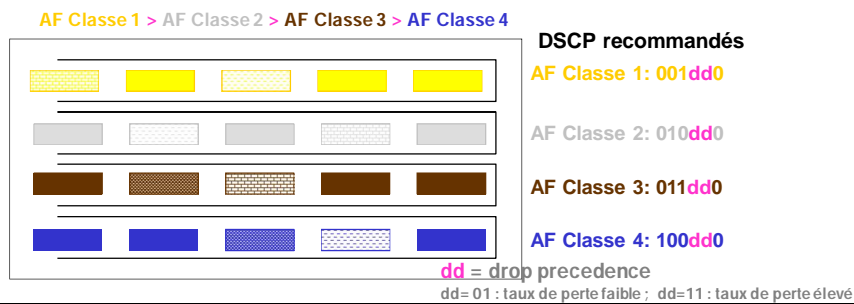 AF Classe 1 > AF Classe 2 > AF Classe 3 > AF Classe 4
DSCP recommandés
AF Classe 1: 001dd0
AF Classe 2: 010dd0
AF Classe 3: 011dd0
AF Classe 4: 100dd0
dd = drop precedence
dd=01 : taux de perte faible ; dd=11 : taux de perte élevé